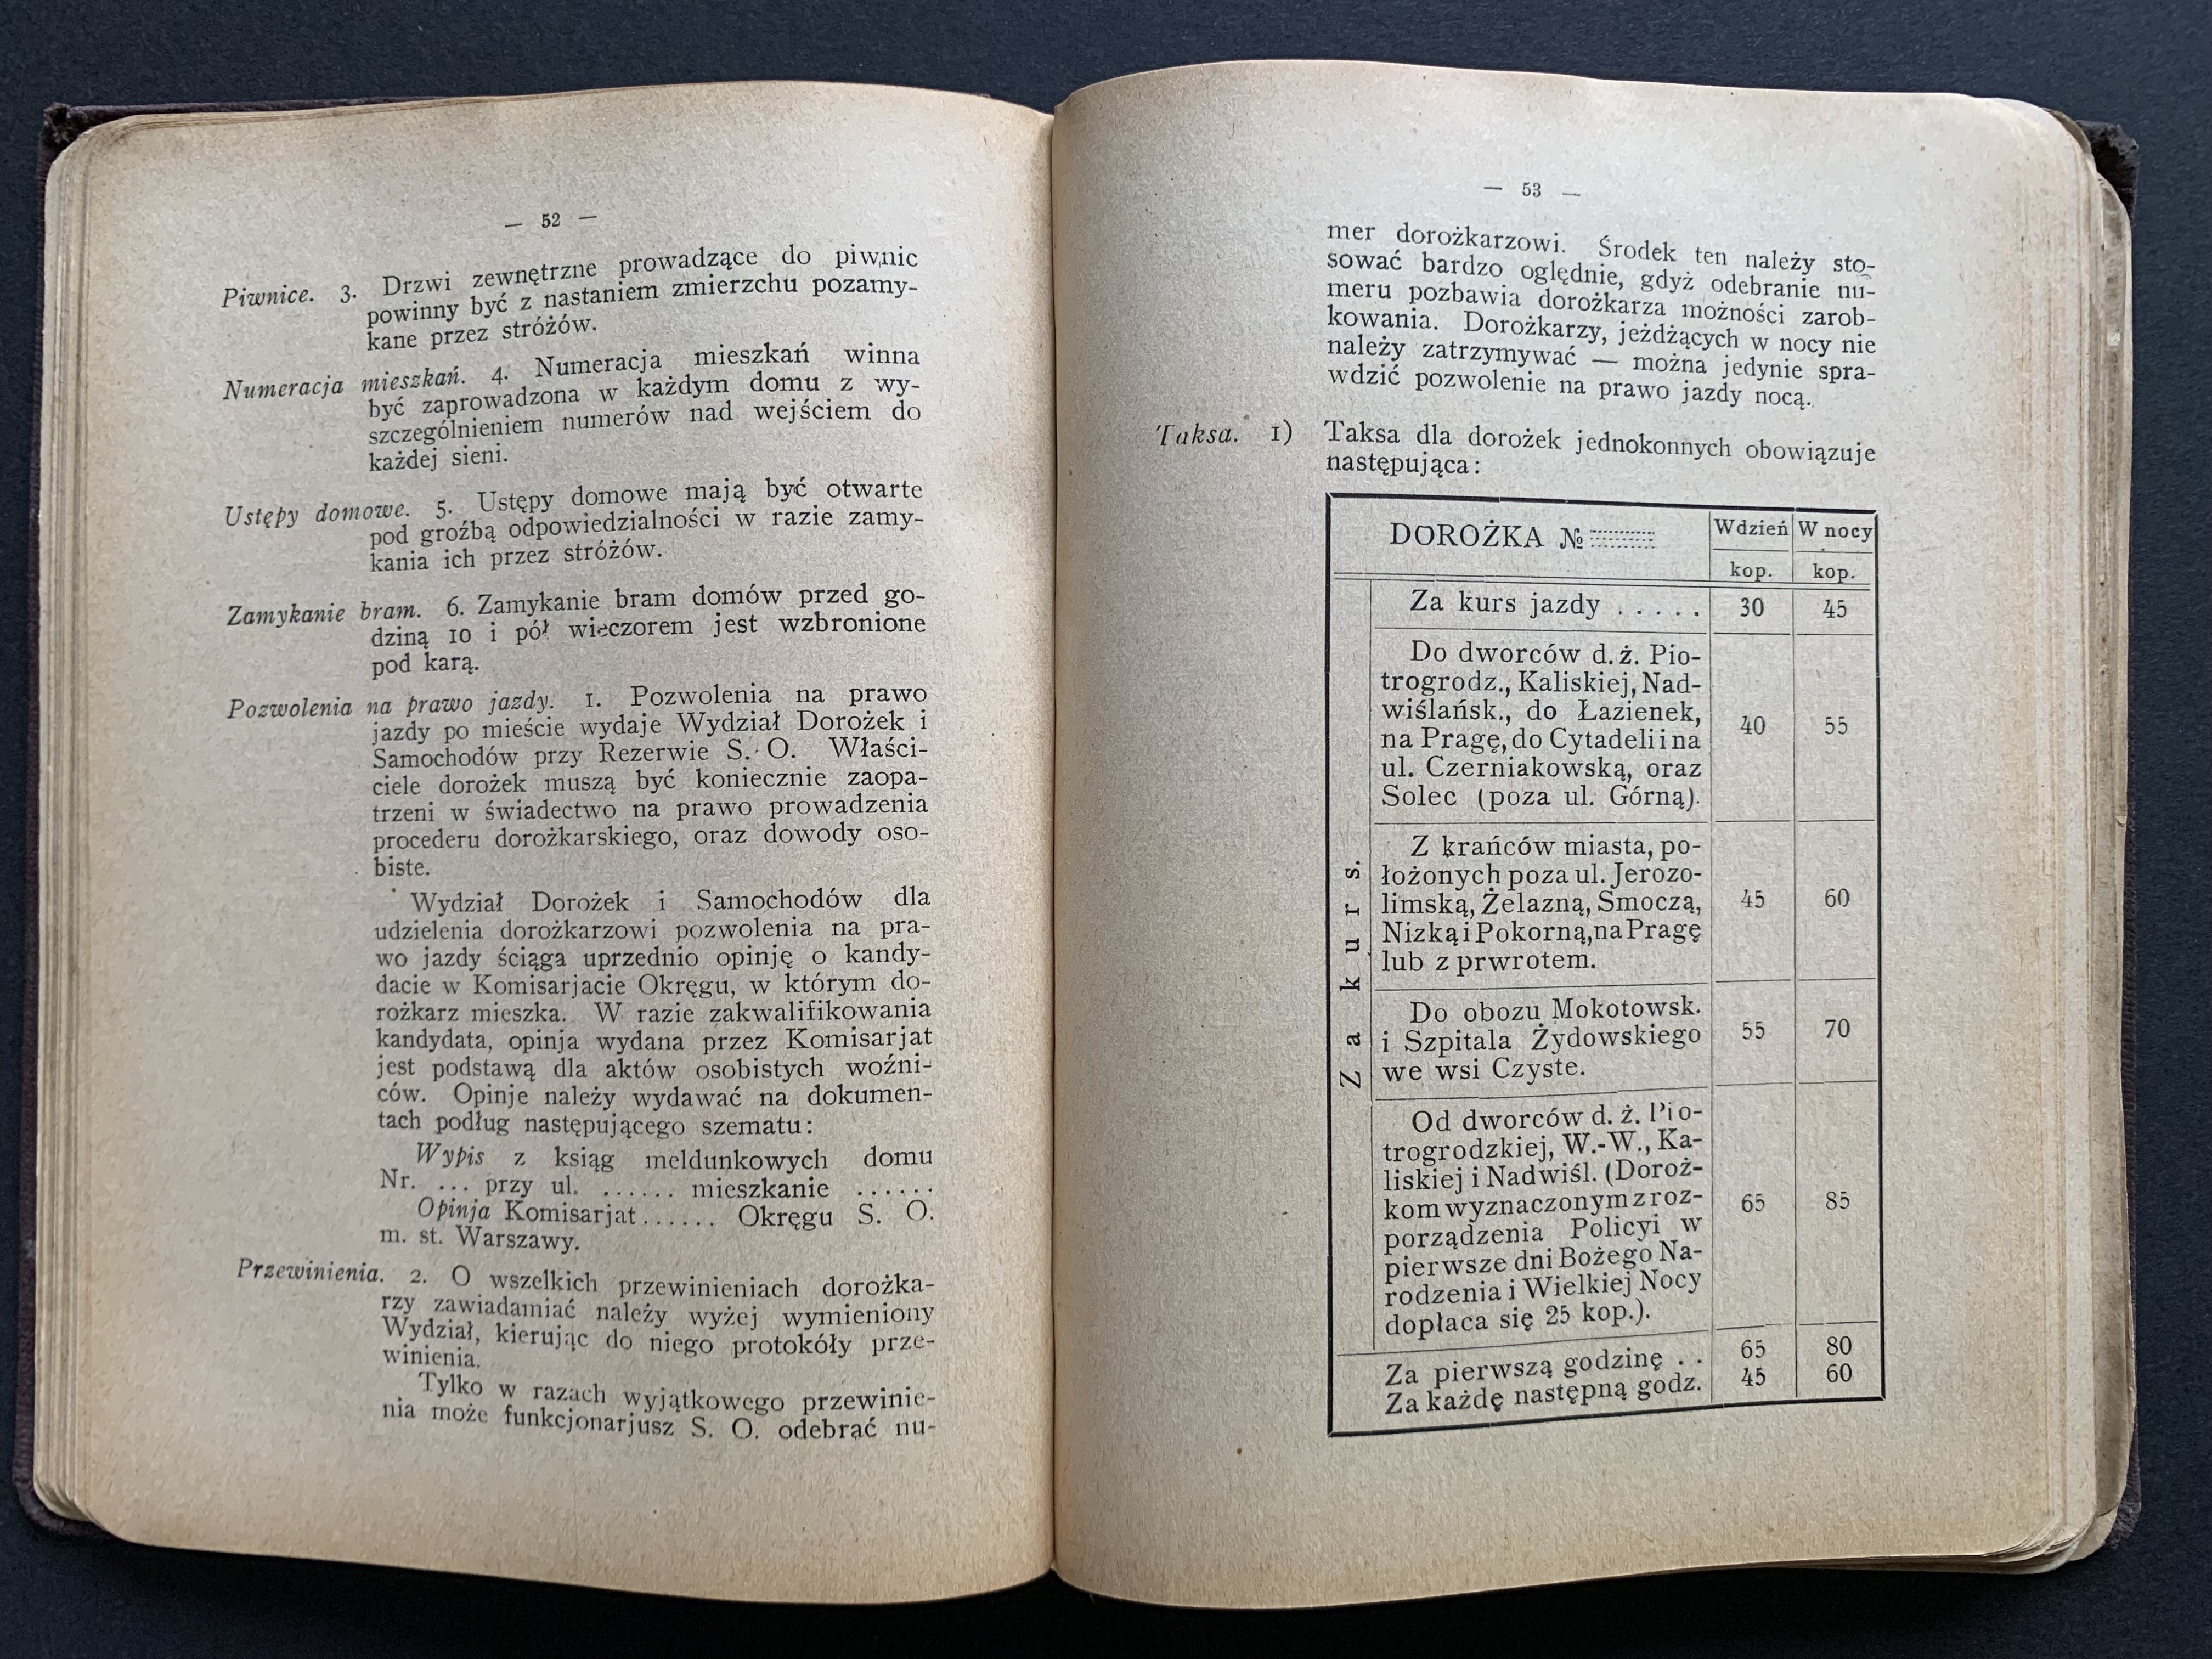 — 52 —
Piwnice. 3. Drzwi zewnętrzne prowadzące do piwnic
powinny być z nastaniem zmierzchu pozamy-
kane przez stróżów.
Numeracja mieszkań. 4. Numeracja mieszkań winna
być zaprowadzona w każdym domu z wy-
szczególnieniem numerów nad wejściem do
każdej sieni.
Ustępy domowe. 5. Ustępy domowe mają być otwarte
pod groźbą odpowiedzialności w razie zamy-
kania ich przez stróżów.
Zamykanie bram. 6. Zamykanie bram domów przed go-
dziną 10 i pół wieczorem jest wzbronione
pod karą.
Pozwolenia na prawo jazdy. 1. Pozwolenia na prawo
jazdy po mieście wydaje Wydział Dorożek i
Samochodów przy Rezerwie S. O. Właści-
ciele dorożek muszą być koniecznie zaopa-
trzeni w świadectwo na prawo prowadzenia
procederu dorożkarskiego, oraz dowody oso-
biste.
Wydział Dorożek i Samochodów dla
udzielenia dorożkarzowi pozwolenia na pra-
wo jazdy ściąga uprzednio opinję o kandy-
dacie w Komisarjacie Okręgu, w którym do-
rożkarz mieszka. W razie zakwalifikowania
kandydata, opinja wydana przez Komisarjat
jest podstawą dla aktów osobistych woźni-
ców. Opinje należy wydawać na dokumen-
tach podług następującego szematu:
Wypis z ksiąg meldunkowych domu
Nr. ... przy ul. ...... mieszkanie ......
Opinja Komisarjat...... Okręgu S. O.
m. st. Warszawy.
Przewinienia. 2. O wszelkich przewinieniach dorożka-
rzy zawiadamiać należy wyżej wymieniony
Wydział, kierując do niego protokóły prze-
winienia.
Tylko w razach wyjątkowego przewinie-
nia może funkcjonarjusz S. O. odebrać nu-
— 53 —
mer dorożkarzowi. Środek ten należy sto-
sować bardzo oględnie, gdyż odebranie nu-
meru pozbawia dorożkarza możności zarob-
kowania. Dorożkarzy, jeżdżących w nocy nie
należy zatrzymywać — można jedynie spra-
wdzić pozwolenie na prawo jazdy nocą.
Taksa. 1) Taksa dla dorożek jednokonnych obowiązuje
następująca:
DOROŻKA № Wdzień W nocy
kop. kop.
Za kurs.
Za kurs jazdy ..... 30 45
Do dworców d. ż. Pio-
trogrodz., Kaliskiej, Nad-
wiślańsk., do Łazienek,
na Pragę, do Cytadeli i na 40 55
ul. Czerniakowską, oraz
Solec (poza ul. Górną).
Z krańców miasta, po-
łożonych poza ul. Jerozo-
limską, Żelazną, Smoczą, 45 60
Nizką i Pokorną, na Pragę
lub z prwrotem.
Do obozu Mokotowsk.
i Szpitala Żydowskiego 55 70
we wsi Czyste.
Od dworców d. ż. Pio-
trogrodzkiej, W.-W., Ka-
liskiej i Nadwiśl. (Doroż-
kom wyznaczonym z roz- 65 85
porządzenia Policyi w
pierwsze dni Bożego Na-
rodzenia i Wielkiej Nocy
dopłaca się 25 kop.).
Za pierwszą godzinę .. 65 80
Za każdę następną godz. 45 60